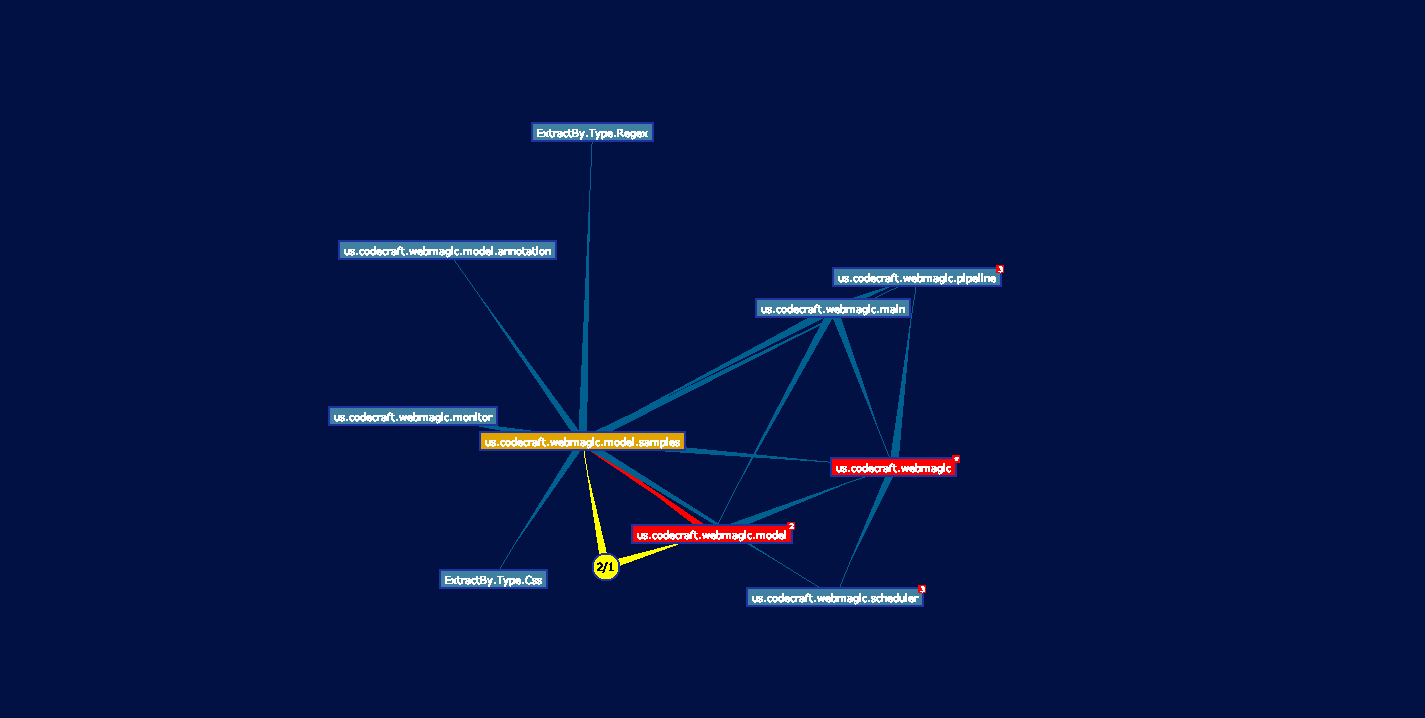 ExtractBy.Type.Regex
us.codecraft.webmagic.model.annotation
3
us.codecraft.webmagic.pipeline
us.codecraft.webmagic.main
us.codecraft.webmagic.monitor
us.codecraft.webmagic.model.samples
us.codecraft.webmagic
2
us.codecraft.webmagic.model
2/1
ExtractBy.Type.Css
3
us.codecraft.webmagic.scheduler